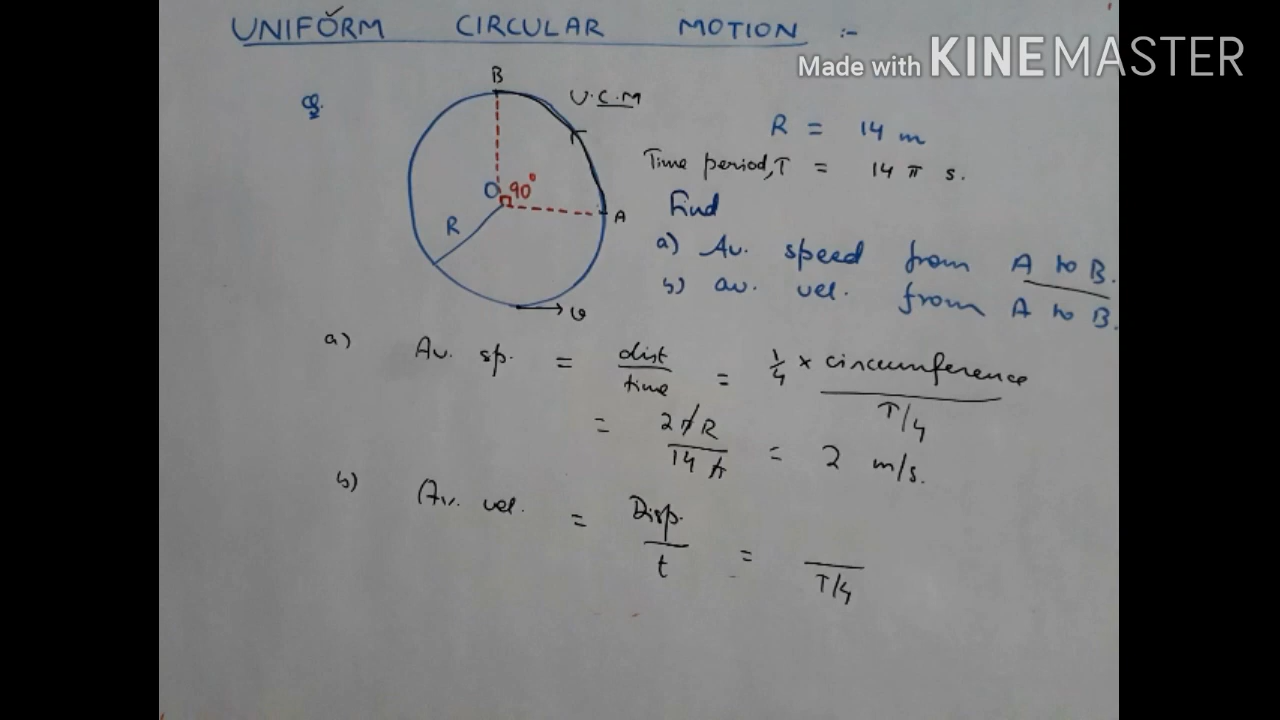 UNIFORM CIRCULAR MOTION :-
Made with KINEMASTER
Q.
B
U.C.M
R = 14 m
Time period, T = 14 π s.
O 90°
R
A
Find
a) Av. speed from A to B.
b) av. vel. from A to B.
v
a) Av. sp. = dist/time = 1/4 × circumference / T/4
= 2πR/14π = 2 m/s.
b) Av. vel. = Disp./t = /T/4